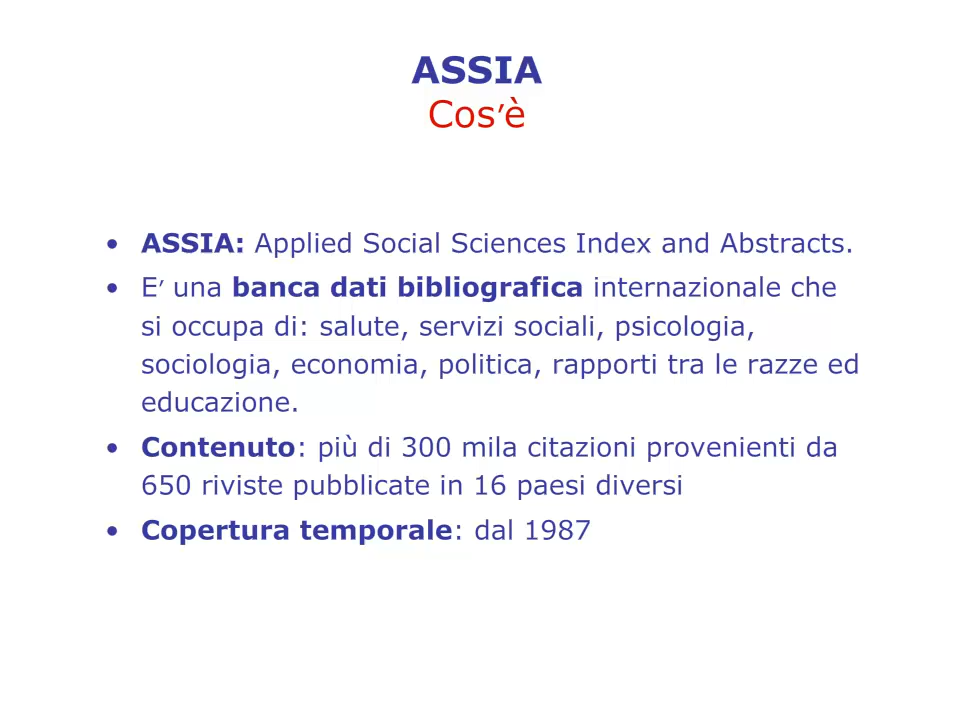 ASSIA
Cos’è
• ASSIA: Applied Social Sciences Index and Abstracts.
• E’ una banca dati bibliografica internazionale che
si occupa di: salute, servizi sociali, psicologia,
sociologia, economia, politica, rapporti tra le razze ed
educazione.
• Contenuto: più di 300 mila citazioni provenienti da
650 riviste pubblicate in 16 paesi diversi
• Copertura temporale: dal 1987